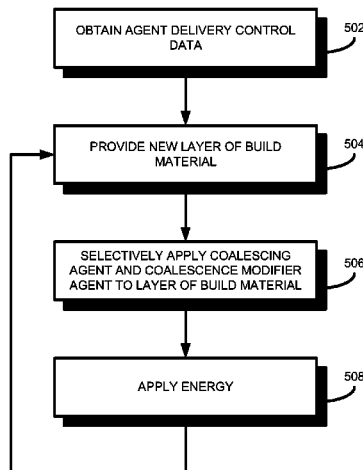 OBTAIN AGENT DELIVERY CONTROL
DATA
502
PROVIDE NEW LAYER OF BUILD
MATERIAL
504
SELECTIVELY APPLY COALESCING
AGENT AND COALESCENCE MODIFIER
AGENT TO LAYER OF BUILD MATERIAL
506
APPLY ENERGY
508